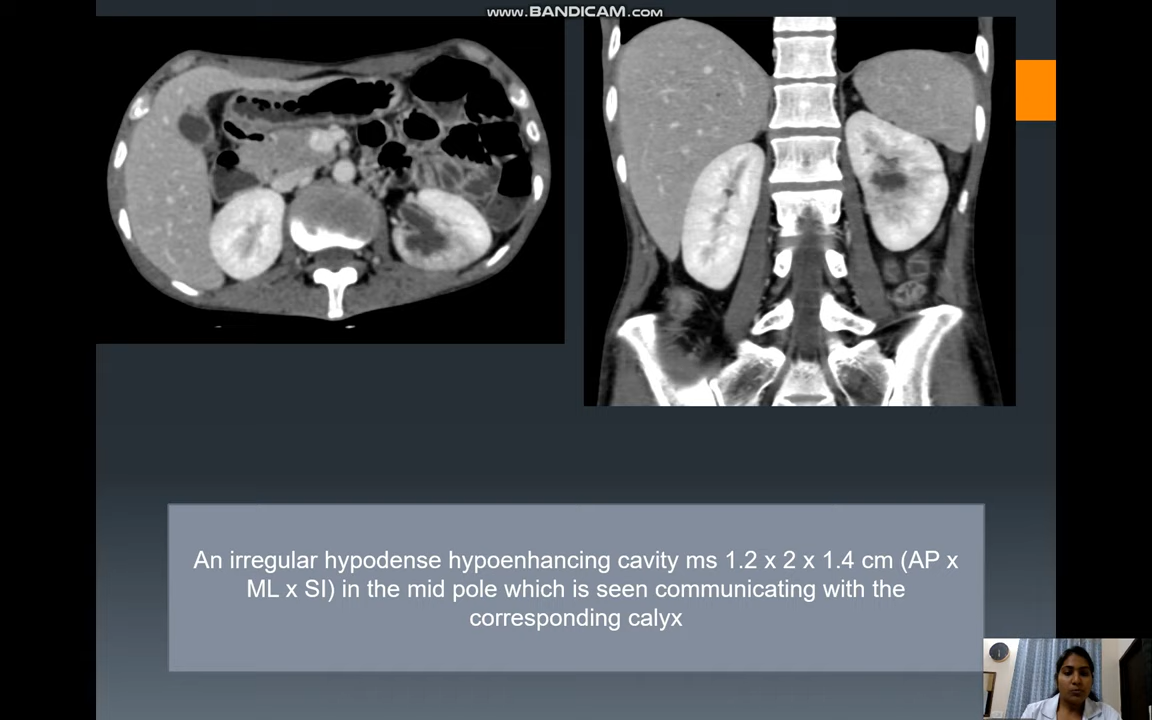 www.BANDICAM.com
An irregular hypodense hypoenhancing cavity ms 1.2 x 2 x 1.4 cm (AP x
ML x SI) in the mid pole which is seen communicating with the
corresponding calyx